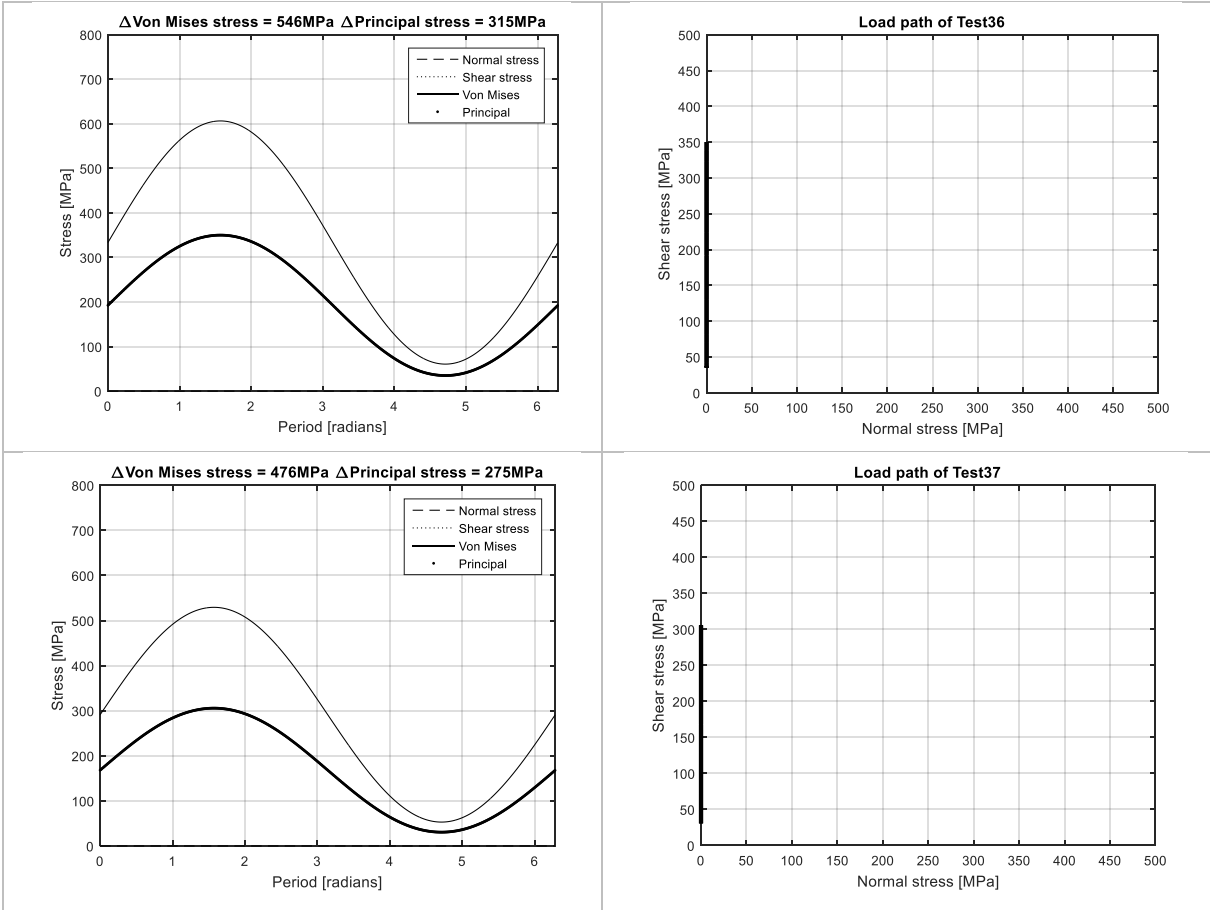 ΔVon Mises stress = 546MPa ΔPrincipal stress = 315MPa
800
700
600
500
400
300
200
100
0
Stress [MPa]
Normal stress
Shear stress
Von Mises
Principal
0 1 2 3 4 5 6
Period [radians]
Load path of Test36
500
450
400
350
300
250
200
150
100
50
0
Shear stress [MPa]
0 50 100 150 200 250 300 350 400 450 500
Normal stress [MPa]
ΔVon Mises stress = 476MPa ΔPrincipal stress = 275MPa
800
700
600
500
400
300
200
100
0
Stress [MPa]
Normal stress
Shear stress
Von Mises
Principal
0 1 2 3 4 5 6
Period [radians]
Load path of Test37
500
450
400
350
300
250
200
150
100
50
0
Shear stress [MPa]
0 50 100 150 200 250 300 350 400 450 500
Normal stress [MPa]